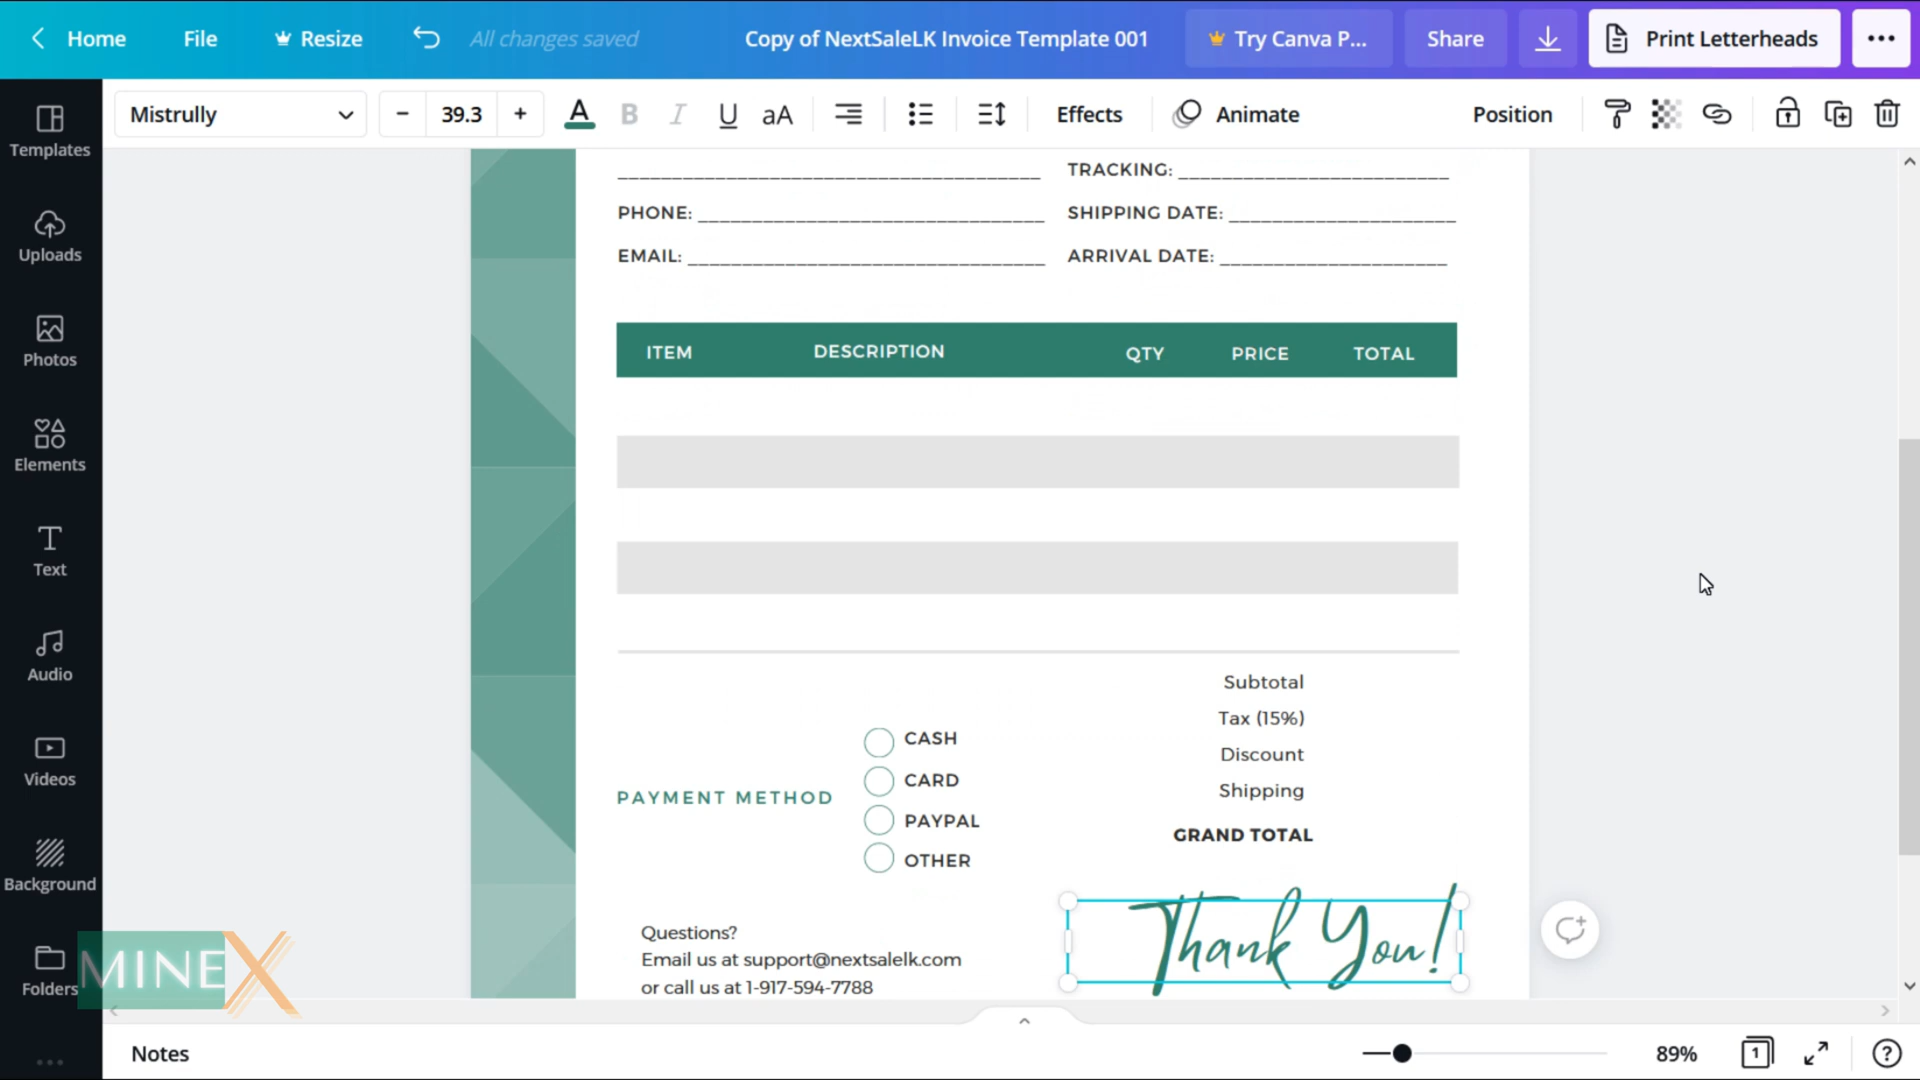 Home File Resize All changes saved Copy of NextSaleLK Invoice Template 001 Try Canva P... Share Print Letterheads
Mistrully 39.3 A B I U aA Effects Animate Position
Templates
Uploads
Photos
Elements
Text
Audio
Videos
Background
Folders
MINEX
TRACKING:
PHONE: SHIPPING DATE:
EMAIL: ARRIVAL DATE:
ITEM DESCRIPTION QTY PRICE TOTAL
Subtotal
Tax (15%)
Discount
Shipping
GRAND TOTAL
PAYMENT METHOD
CASH
CARD
PAYPAL
OTHER
Questions?
Email us at support@nextsalelk.com
or call us at 1-917-594-7788
Thank You!
Notes 89% 1 ?